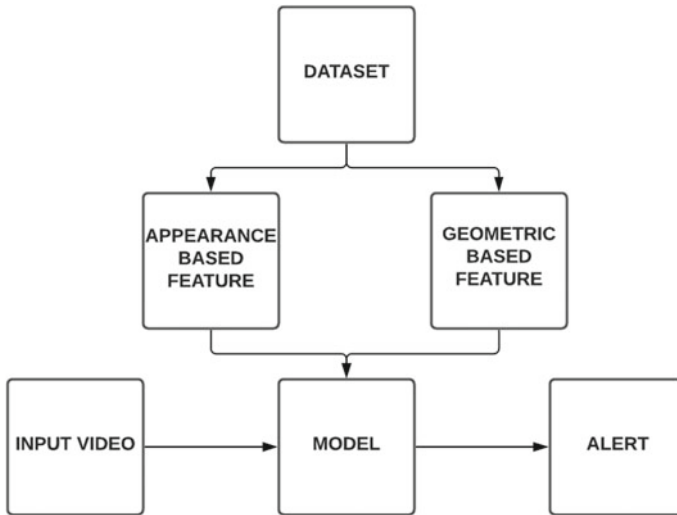 DATASET
APPEARANCE
BASED
FEATURE
GEOMETRIC
BASED
FEATURE
INPUT VIDEO
MODEL
ALERT